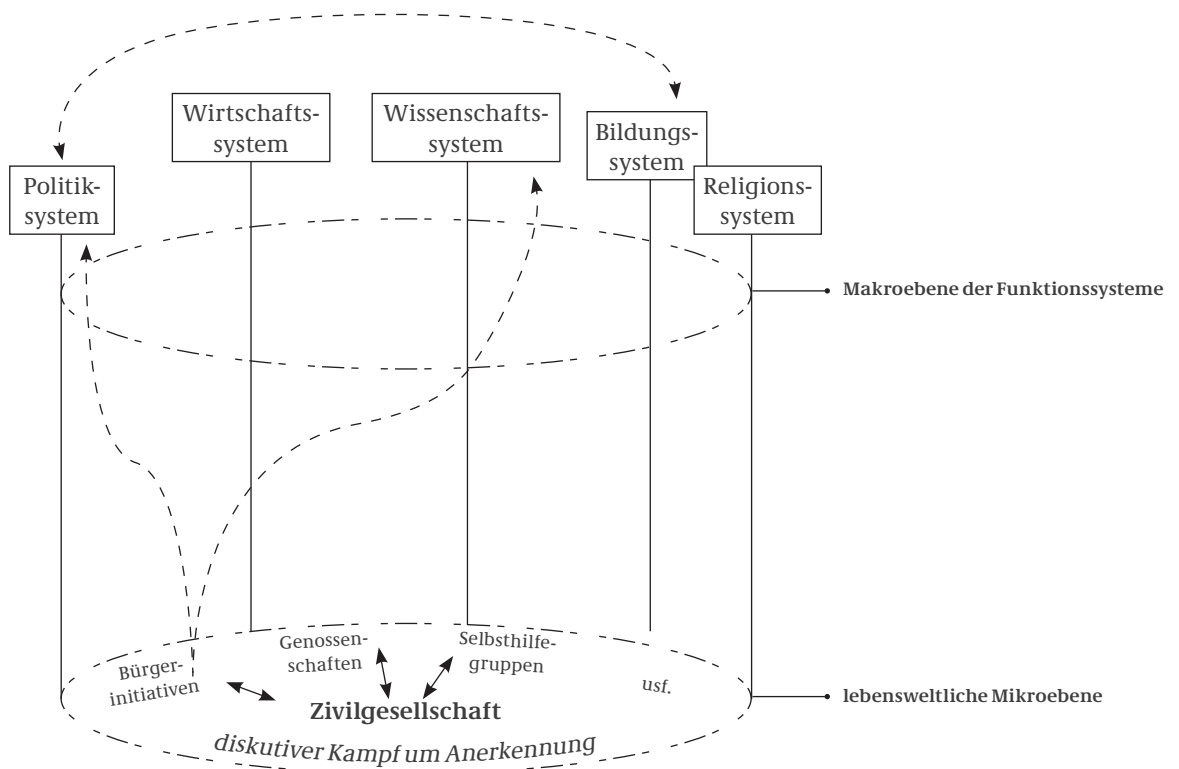 Wirtschafts-
system
Wissenschafts-
system
Bildungs-
system
Politik-
system
Religions-
system
Makroebene der Funktionssysteme
Genossen-
schaften
Selbsthilfe-
gruppen
Bürger-
initiativen
usf.
lebensweltliche Mikroebene
Zivilgesellschaft
diskutiver Kampf um Anerkennung